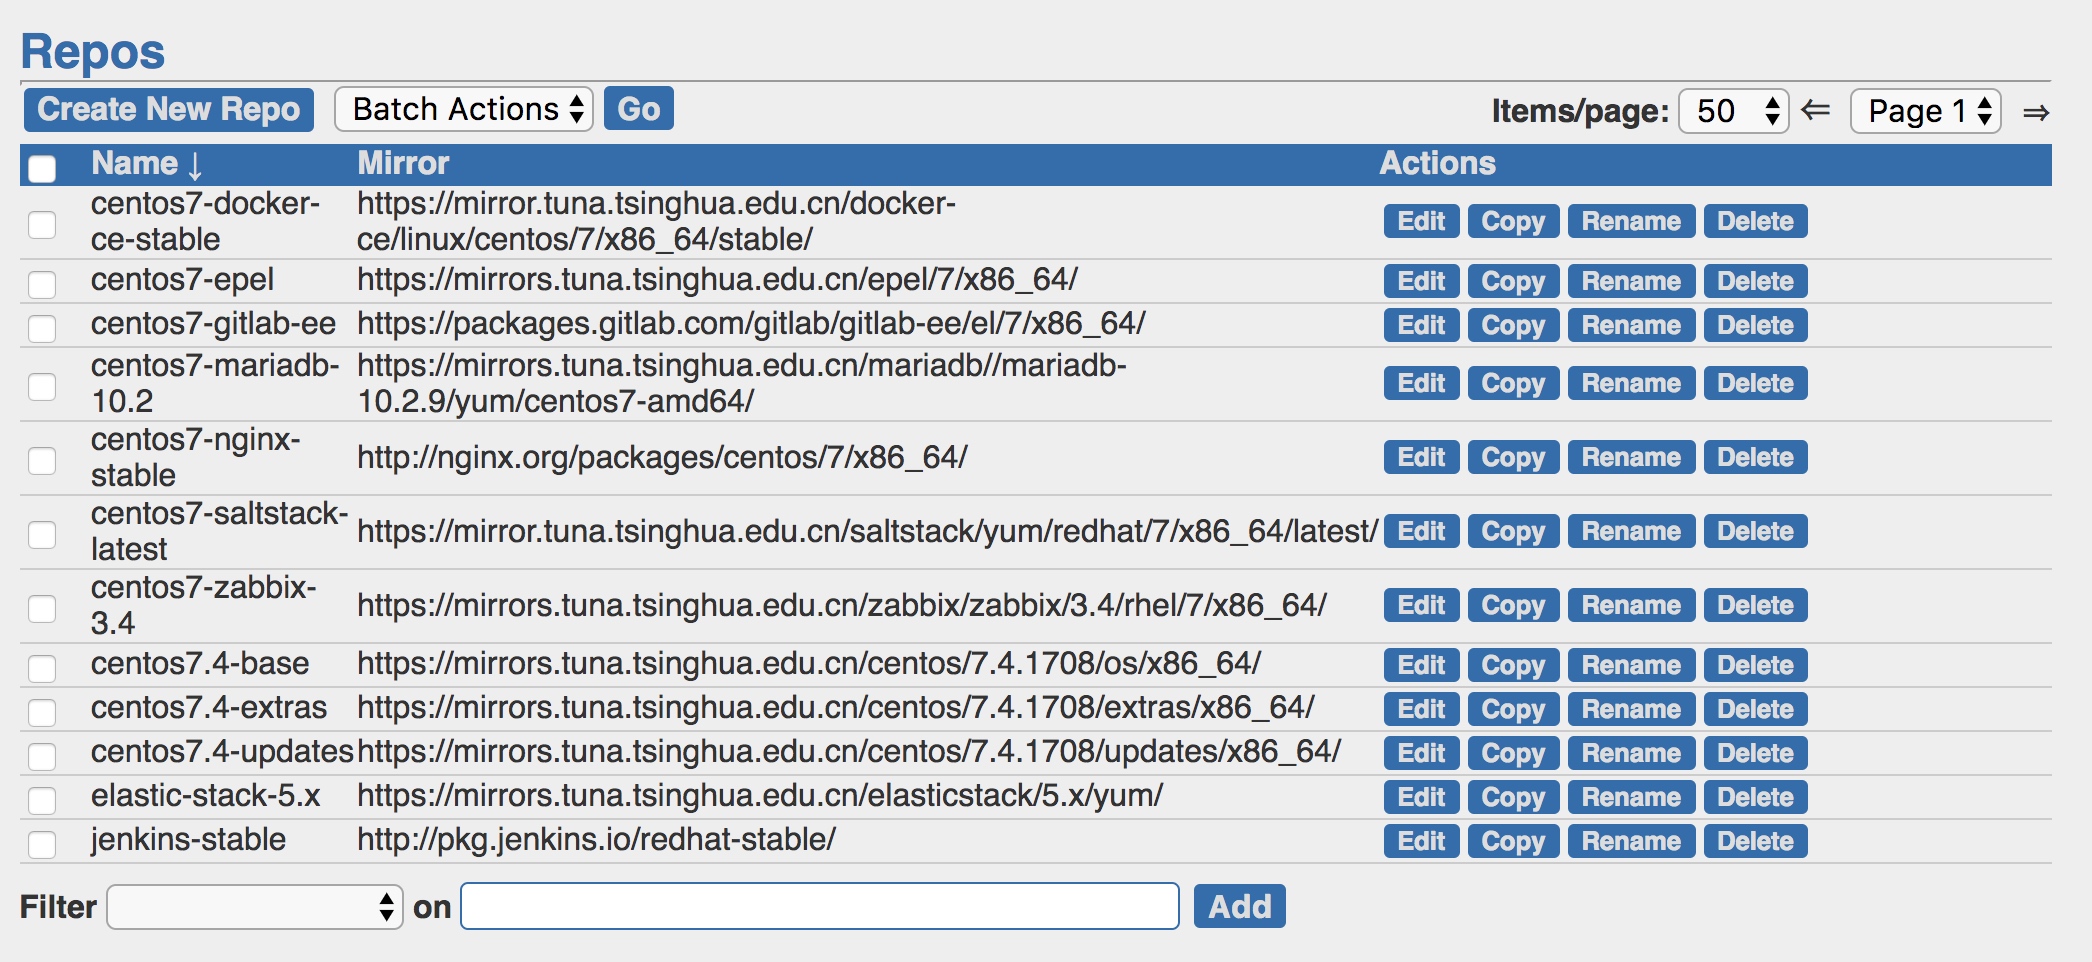 Repos
Create New Repo Batch Actions Go Items/page: 50 ⇐ Page 1 ⇒
Name ↓ Mirror Actions
centos7-docker- https://mirror.tuna.tsinghua.edu.cn/docker-
ce-stable ce/linux/centos/7/x86_64/stable/ Edit Copy Rename Delete
centos7-epel https://mirrors.tuna.tsinghua.edu.cn/epel/7/x86_64/ Edit Copy Rename Delete
centos7-gitlab-ee https://packages.gitlab.com/gitlab/gitlab-ee/el/7/x86_64/ Edit Copy Rename Delete
centos7-mariadb- https://mirrors.tuna.tsinghua.edu.cn/mariadb//mariadb-
10.2 10.2.9/yum/centos7-amd64/ Edit Copy Rename Delete
centos7-nginx-
stable http://nginx.org/packages/centos/7/x86_64/ Edit Copy Rename Delete
centos7-saltstack-
latest https://mirror.tuna.tsinghua.edu.cn/saltstack/yum/redhat/7/x86_64/latest/ Edit Copy Rename Delete
centos7-zabbix-
3.4 https://mirrors.tuna.tsinghua.edu.cn/zabbix/zabbix/3.4/rhel/7/x86_64/ Edit Copy Rename Delete
centos7.4-base https://mirrors.tuna.tsinghua.edu.cn/centos/7.4.1708/os/x86_64/ Edit Copy Rename Delete
centos7.4-extras https://mirrors.tuna.tsinghua.edu.cn/centos/7.4.1708/extras/x86_64/ Edit Copy Rename Delete
centos7.4-updates https://mirrors.tuna.tsinghua.edu.cn/centos/7.4.1708/updates/x86_64/ Edit Copy Rename Delete
elastic-stack-5.x https://mirrors.tuna.tsinghua.edu.cn/elasticstack/5.x/yum/ Edit Copy Rename Delete
jenkins-stable http://pkg.jenkins.io/redhat-stable/ Edit Copy Rename Delete
Filter on Add